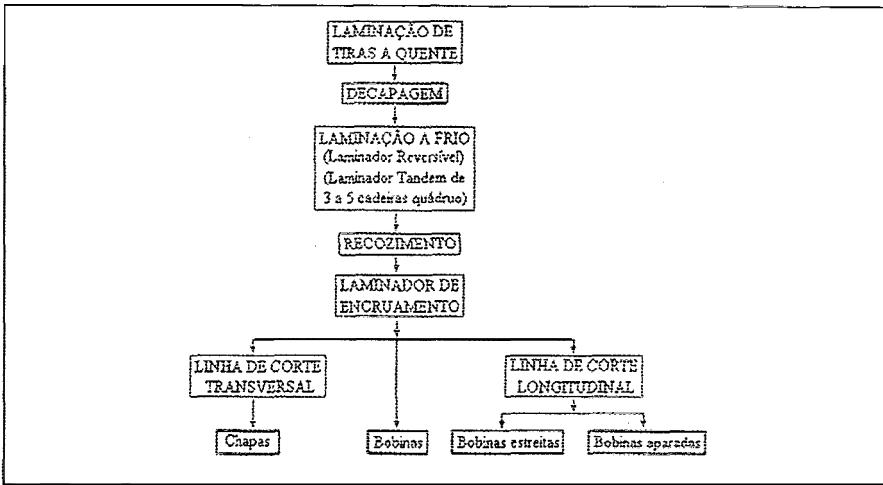 LAMINAÇÃO DE
TIRAS A QUENTE
DECAPAGEM
LAMINAÇÃO A FRIO
(Laminador Reversível)
(Laminador Tandem de
3 a 5 cadeiras quádruo)
RECOZIMENTO
LAMINADOR DE
ENCRUAMENTO
LINHA DE CORTE
TRANSVERSAL
LINHA DE CORTE
LONGITUDINAL
Chapas
Bobinas
Bobinas estreitas
Bobinas aparadas